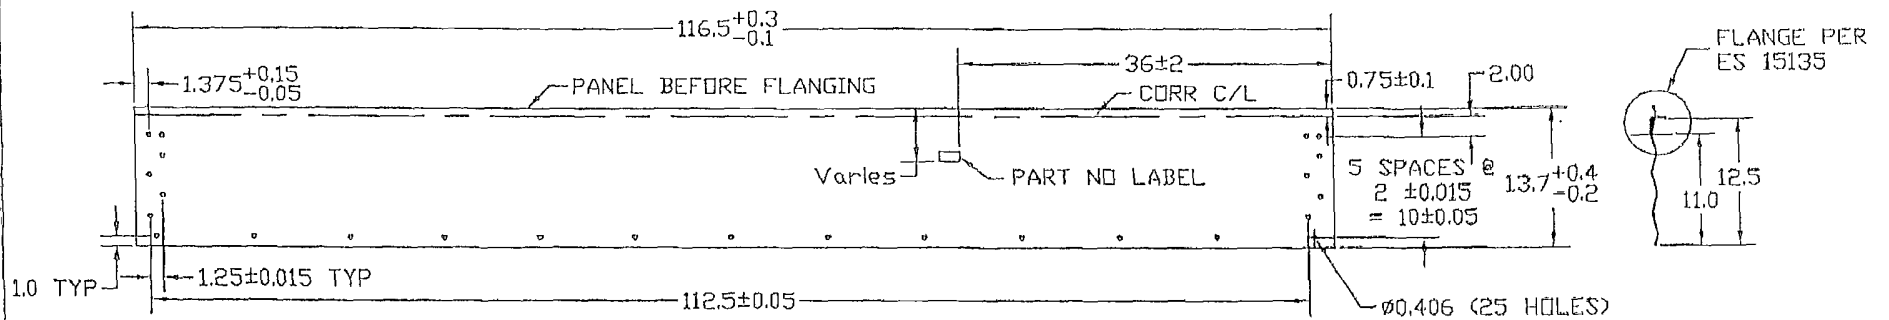 116.5 +0.3 -0.1
FLANGE PER
ES 15135
36±2
1.375 +0.15 -0.05
PANEL BEFORE FLANGING
CORR C/L
0.75±0.1
2.00
Varies
PART NO LABEL
5 SPACES @
2 ±0.015
= 10±0.05
13.7 +0.4 -0.2
12.5
11.0
1.0 TYP
1.25±0.015 TYP
112.5±0.05
ø0.406 (25 HOLES)